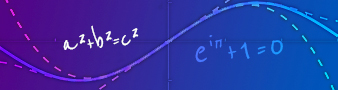 a²+b²=c²
e^iπ+1=0